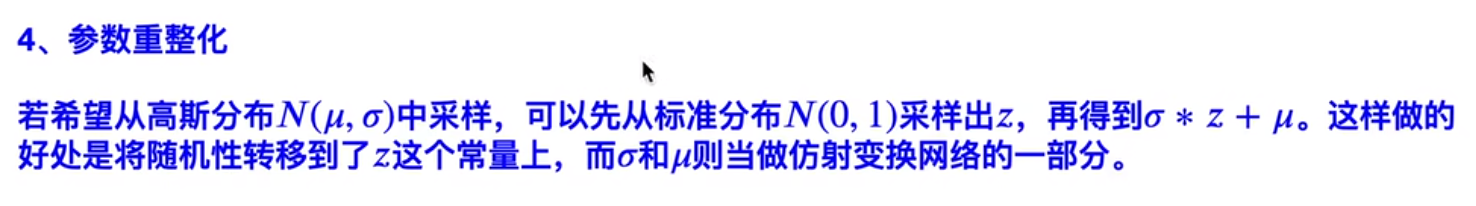 4、参数重整化
若希望从高斯分布N(μ, σ)中采样，可以先从标准分布N(0, 1)采样出z，再得到σ * z + μ。这样做的
好处是将随机性转移到了z这个常量上，而σ和μ则当做仿射变换网络的一部分。